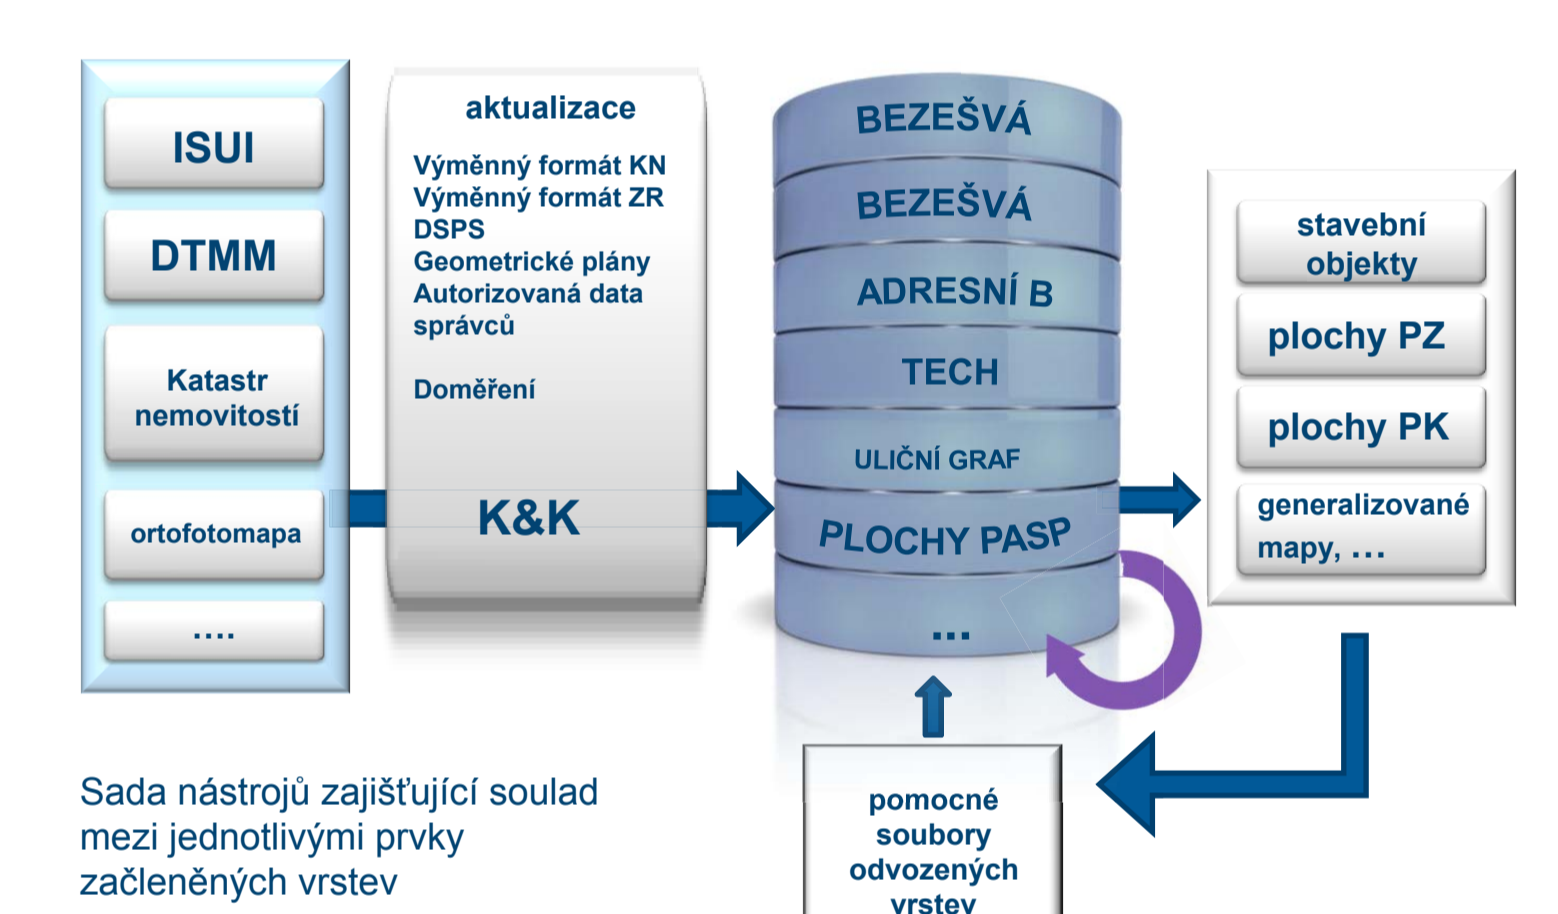 ISUI
DTMM
Katastr
nemovitostí
ortofotomapa
....
aktualizace
Výměnný formát KN
Výměnný formát ZR
DSPS
Geometrické plány
Autorizovaná data
správců
Doměření
K&K
BEZEŠVÁ
BEZEŠVÁ
ADRESNÍ B
TECH
ULIČNÍ GRAF
PLOCHY PASP
...
stavební
objekty
plochy PZ
plochy PK
generalizované
mapy, ...
pomocné
soubory
odvozených
vrstev
Sada nástrojů zajišťující soulad
mezi jednotlivými prvky
začleněných vrstev